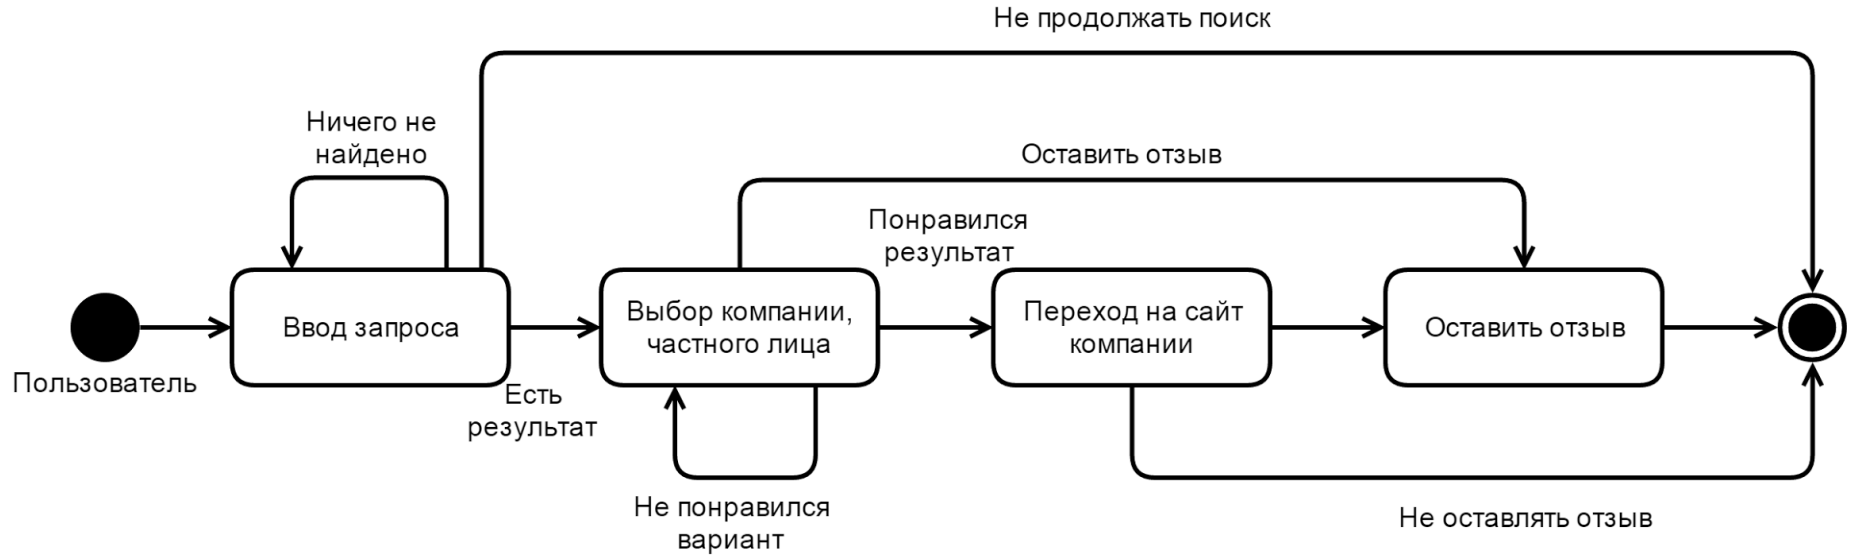 Не продолжать поиск
Ничего не
найдено
Оставить отзыв
Понравился
результат
Пользователь
Ввод запроса
Есть
результат
Выбор компании,
частного лица
Не понравился
вариант
Переход на сайт
компании
Оставить отзыв
Не оставлять отзыв